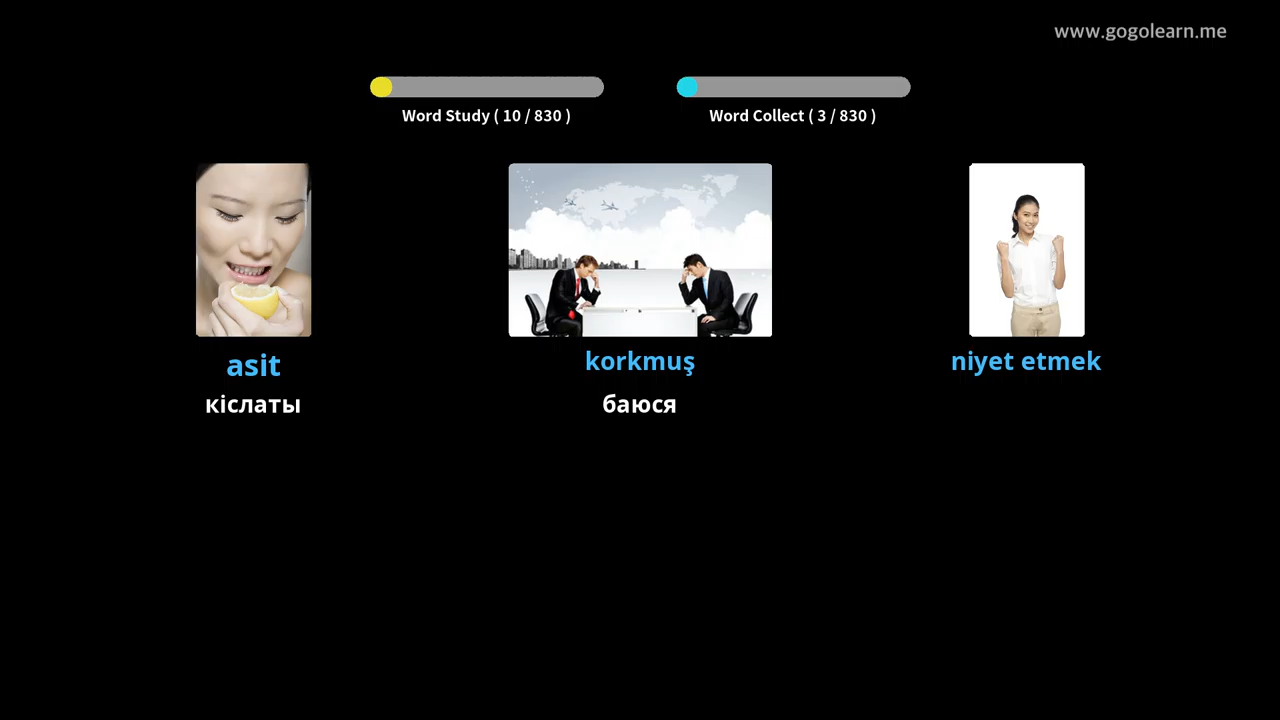 www.gogolearn.me
Word Study ( 10 / 830 )
Word Collect ( 3 / 830 )
asit
korkmuş
niyet etmek
кіслаты
баюся